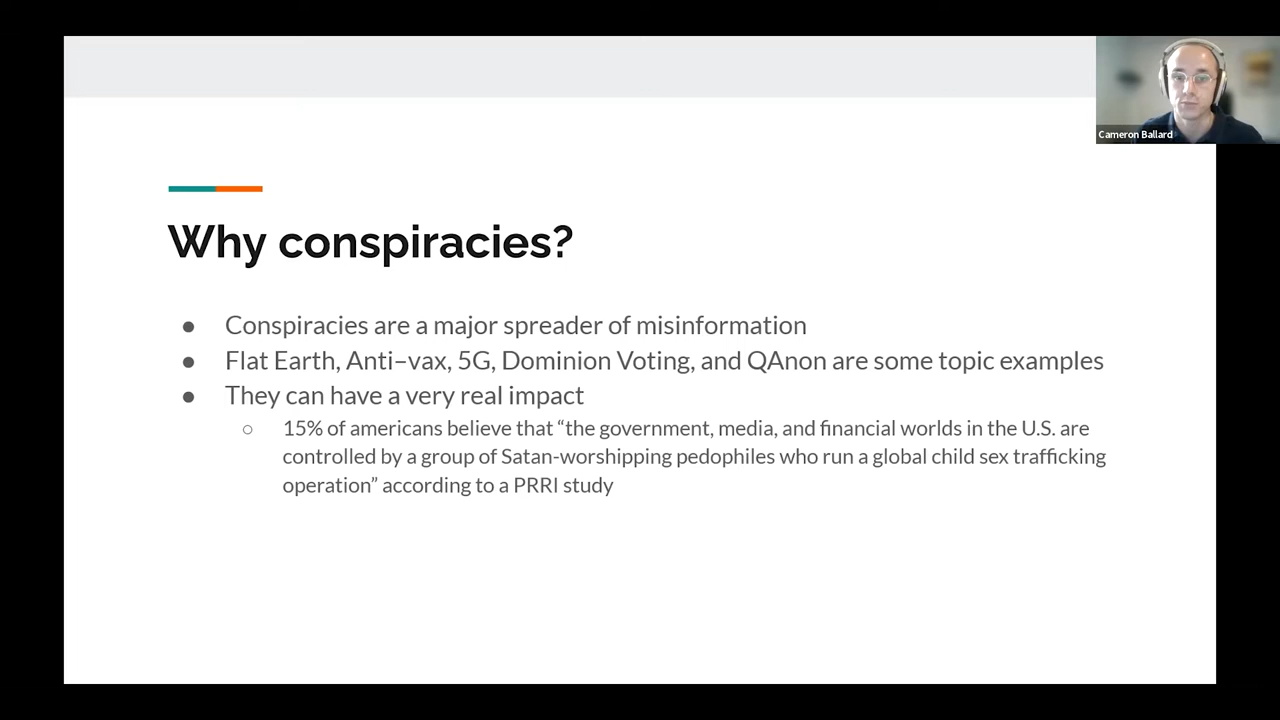 Cameron Ballard
Why conspiracies?
● Conspiracies are a major spreader of misinformation
● Flat Earth, Anti–vax, 5G, Dominion Voting, and QAnon are some topic examples
● They can have a very real impact
○ 15% of americans believe that “the government, media, and financial worlds in the U.S. are
controlled by a group of Satan-worshipping pedophiles who run a global child sex trafficking
operation” according to a PRRI study